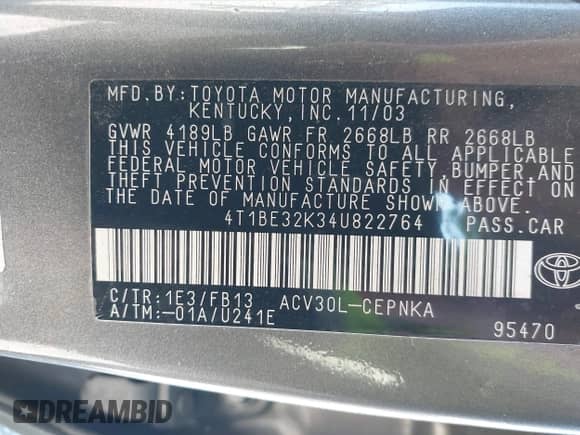 MFD.BY:TOYOTA MOTOR MANUFACTURING,
KENTUCKY, INC. 11/03
GVWR 4189LB GAWR FR 2668LB RR 2668LB
THIS VEHICLE CONFORMS TO ALL APPLICABLE
FEDERAL MOTOR VEHICLE SAFETY, BUMPER, AND
THEFT PREVENTION STANDARDS IN EFFECT ON
THE DATE OF MANUFACTURE SHOWN ABOVE.
4T1BE32K34U822764 PASS.CAR
C/TR:1E3/FB13 ACV30L-CEPNKA
A/TM:-01A/U241E 95470
DREAMBID